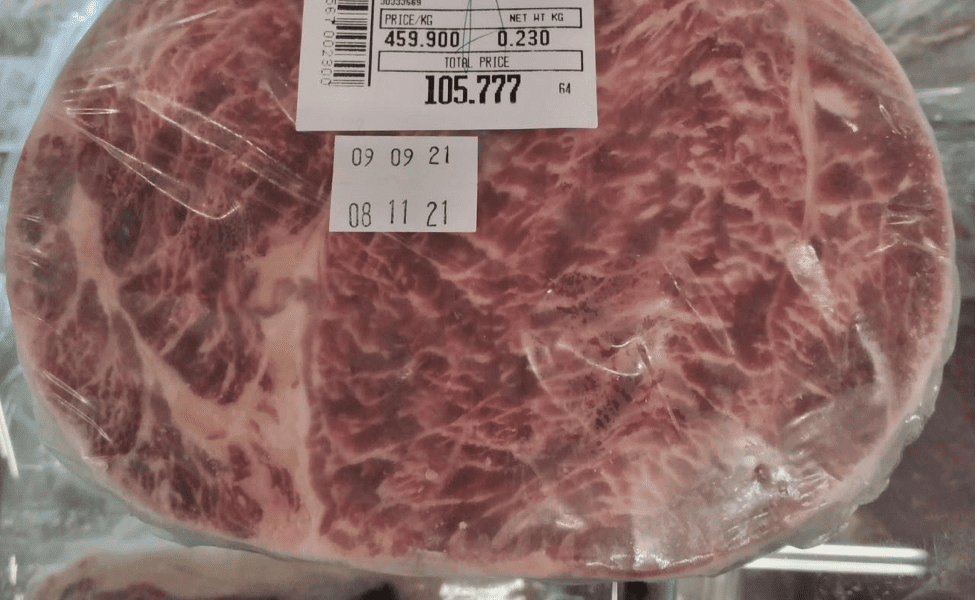 PRICE/KG NET WT KG
459.900 0.230
TOTAL PRICE
105.777 64
09 09 21
08 11 21